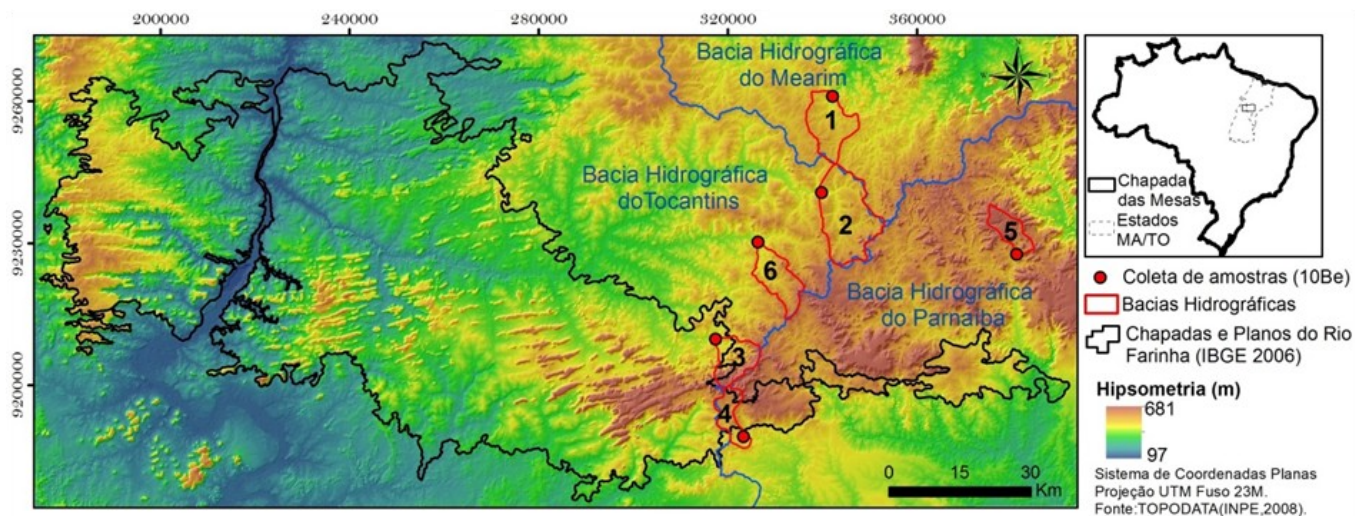 200000 240000 280000 320000 360000
9260000
9230000
9200000
Bacia Hidrográfica
do Mearim
1
Bacia Hidrográfica
doTocantins
2
5
6
Bacia Hidrográfica
do Parnaíba
3
4
0 15 30
Km
Chapada
das Mesas
Estados
MA/TO
Coleta de amostras (10Be)
Bacias Hidrográficas
Chapadas e Planos do Rio
Farinha (IBGE 2006)
Hipsometria (m)
681
97
Sistema de Coordenadas Planas
Projeção UTM Fuso 23M.
Fonte:TOPODATA(INPE,2008).